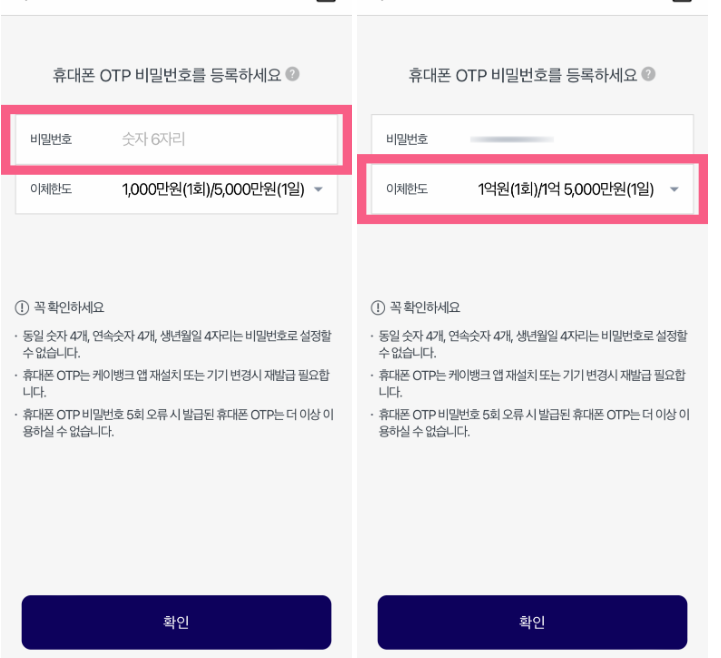 휴대폰 OTP 비밀번호를 등록하세요 ?
비밀번호 숫자 6자리
이체한도 1,000만원(1회)/5,000만원(1일)
! 꼭 확인하세요
· 동일 숫자 4개, 연속숫자 4개, 생년월일 4자리는 비밀번호로 설정할
수 없습니다.
· 휴대폰 OTP는 케이뱅크 앱 재설치 또는 기기 변경시 재발급 필요합
니다.
· 휴대폰 OTP 비밀번호 5회 오류 시 발급된 휴대폰 OTP는 더 이상 이
용하실 수 없습니다.
확인
휴대폰 OTP 비밀번호를 등록하세요 ?
비밀번호
이체한도 1억원(1회)/1억 5,000만원(1일)
! 꼭 확인하세요
· 동일 숫자 4개, 연속숫자 4개, 생년월일 4자리는 비밀번호로 설정할
수 없습니다.
· 휴대폰 OTP는 케이뱅크 앱 재설치 또는 기기 변경시 재발급 필요합
니다.
· 휴대폰 OTP 비밀번호 5회 오류 시 발급된 휴대폰 OTP는 더 이상 이
용하실 수 없습니다.
확인